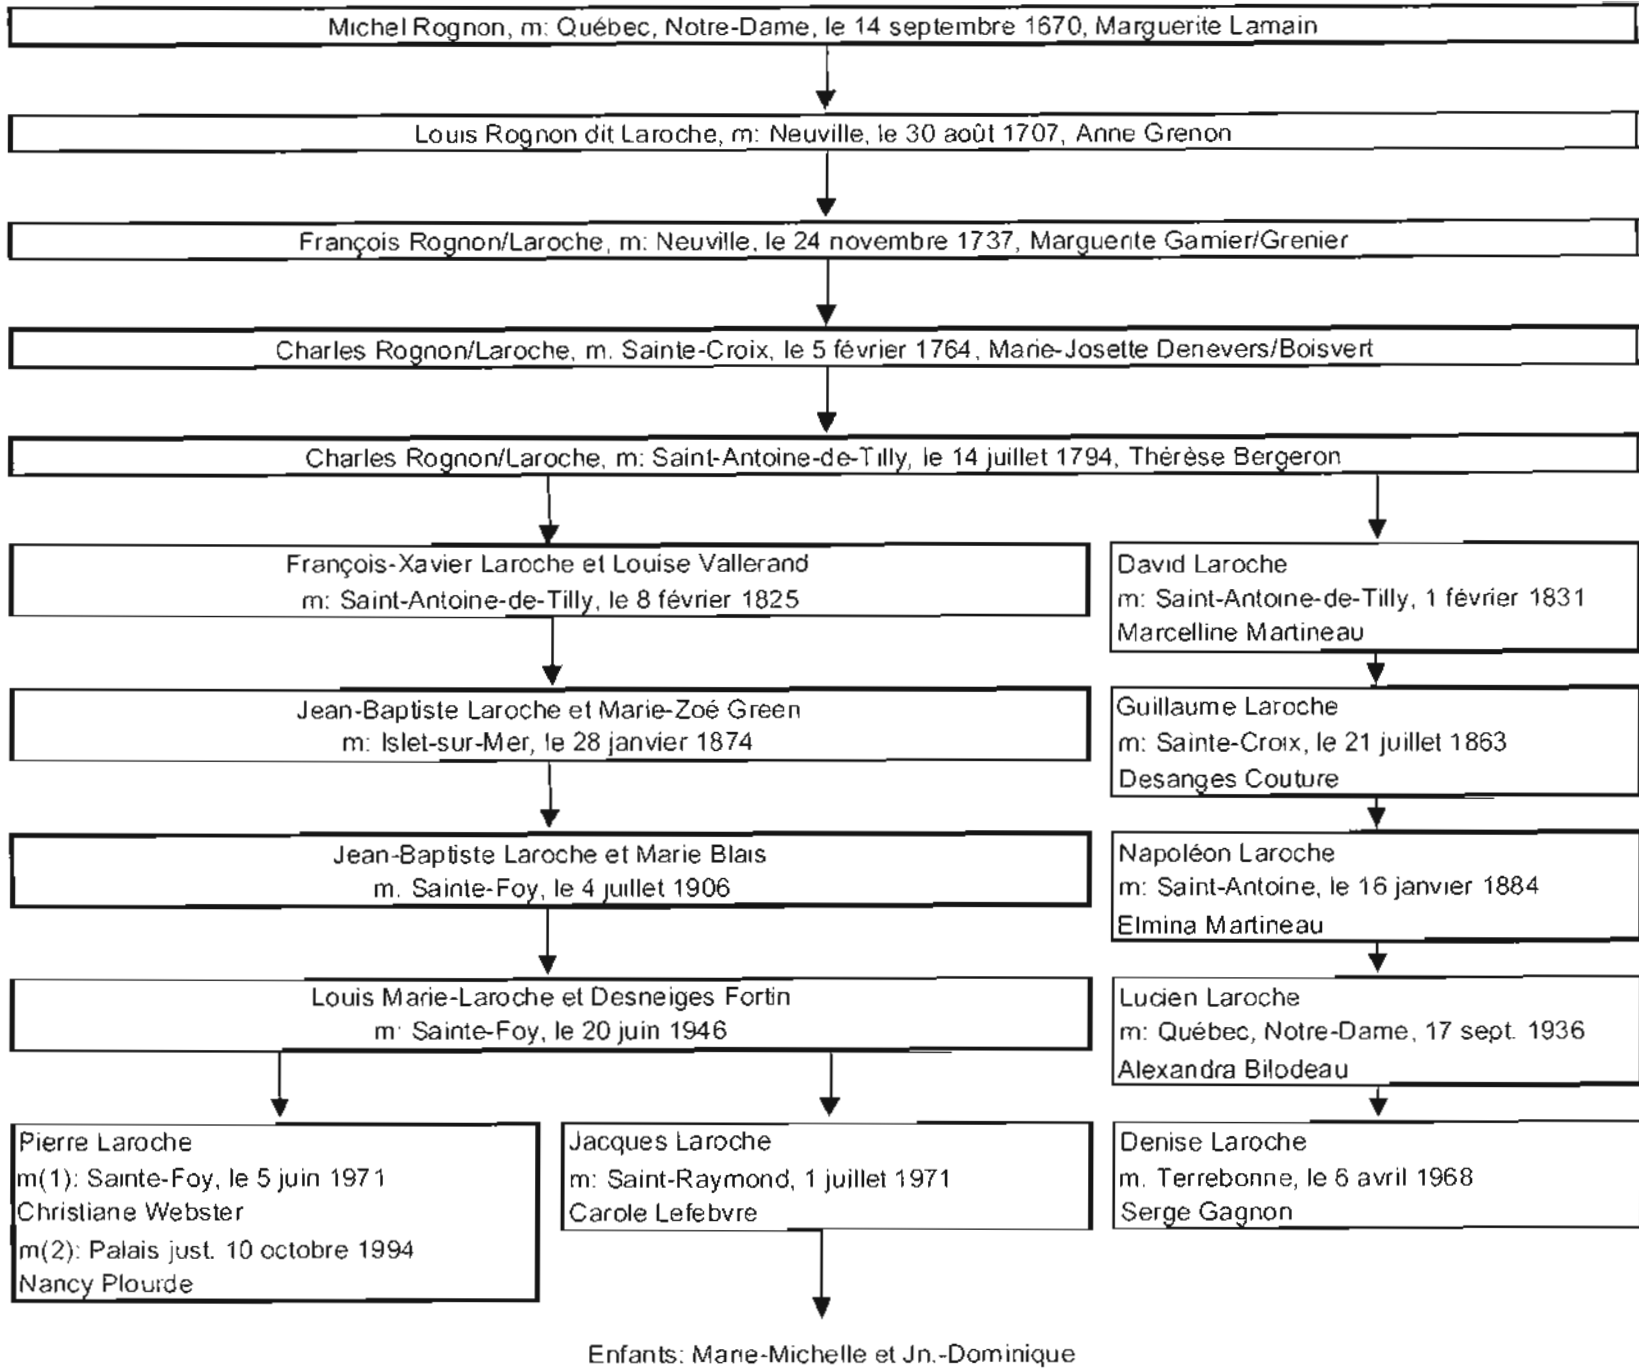 Michel Rognon, m: Québec, Notre-Dame, le 14 septembre 1670, Marguerite Lamain
Louis Rognon dit Laroche, m: Neuville, le 30 août 1707, Anne Grenon
François Rognon/Laroche, m: Neuville, le 24 novembre 1737, Marguerite Garnier/Grenier
Charles Rognon/Laroche, m. Sainte-Croix, le 5 février 1764, Marie-Josette Denevers/Boisvert
Charles Rognon/Laroche, m: Saint-Antoine-de-Tilly, le 14 juillet 1794, Thérèse Bergeron
François-Xavier Laroche et Louise Vallerand
m: Saint-Antoine-de-Tilly, le 8 février 1825
David Laroche
m: Saint-Antoine-de-Tilly, 1 février 1831
Marcelline Martineau
Jean-Baptiste Laroche et Marie-Zoé Green
m: Islet-sur-Mer, le 28 janvier 1874
Guillaume Laroche
m: Sainte-Croix, le 21 juillet 1863
Desanges Couture
Jean-Baptiste Laroche et Marie Blais
m. Sainte-Foy, le 4 juillet 1906
Napoléon Laroche
m: Saint-Antoine, le 16 janvier 1884
Elmina Martineau
Louis Marie-Laroche et Desneiges Fortin
m: Sainte-Foy, le 20 juin 1946
Lucien Laroche
m: Québec, Notre-Dame, 17 sept. 1936
Alexandra Bilodeau
Pierre Laroche
m(1): Sainte-Foy, le 5 juin 1971
Christiane Webster
m(2): Palais just. 10 octobre 1994
Nancy Plourde
Jacques Laroche
m: Saint-Raymond, 1 juillet 1971
Carole Lefebvre
Denise Laroche
m. Terrebonne, le 6 avril 1968
Serge Gagnon
Enfants: Marie-Michelle et Jn.-Dominique